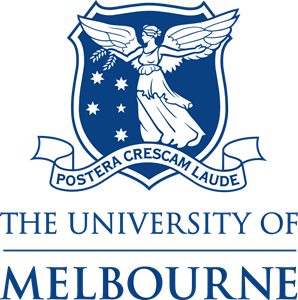 POSTERA CRESCAM LAUDE
THE UNIVERSITY OF
MELBOURNE